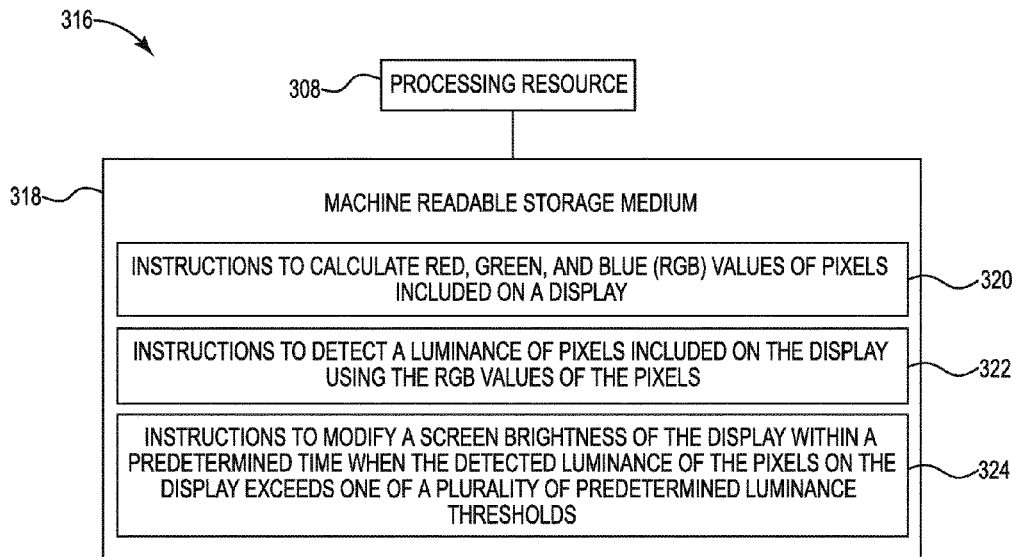 316
308
PROCESSING RESOURCE
318
MACHINE READABLE STORAGE MEDIUM
INSTRUCTIONS TO CALCULATE RED, GREEN, AND BLUE (RGB) VALUES OF PIXELS
INCLUDED ON A DISPLAY
320
INSTRUCTIONS TO DETECT A LUMINANCE OF PIXELS INCLUDED ON THE DISPLAY
USING THE RGB VALUES OF THE PIXELS
322
INSTRUCTIONS TO MODIFY A SCREEN BRIGHTNESS OF THE DISPLAY WITHIN A
PREDETERMINED TIME WHEN THE DETECTED LUMINANCE OF THE PIXELS ON THE
DISPLAY EXCEEDS ONE OF A PLURALITY OF PREDETERMINED LUMINANCE
THRESHOLDS
324